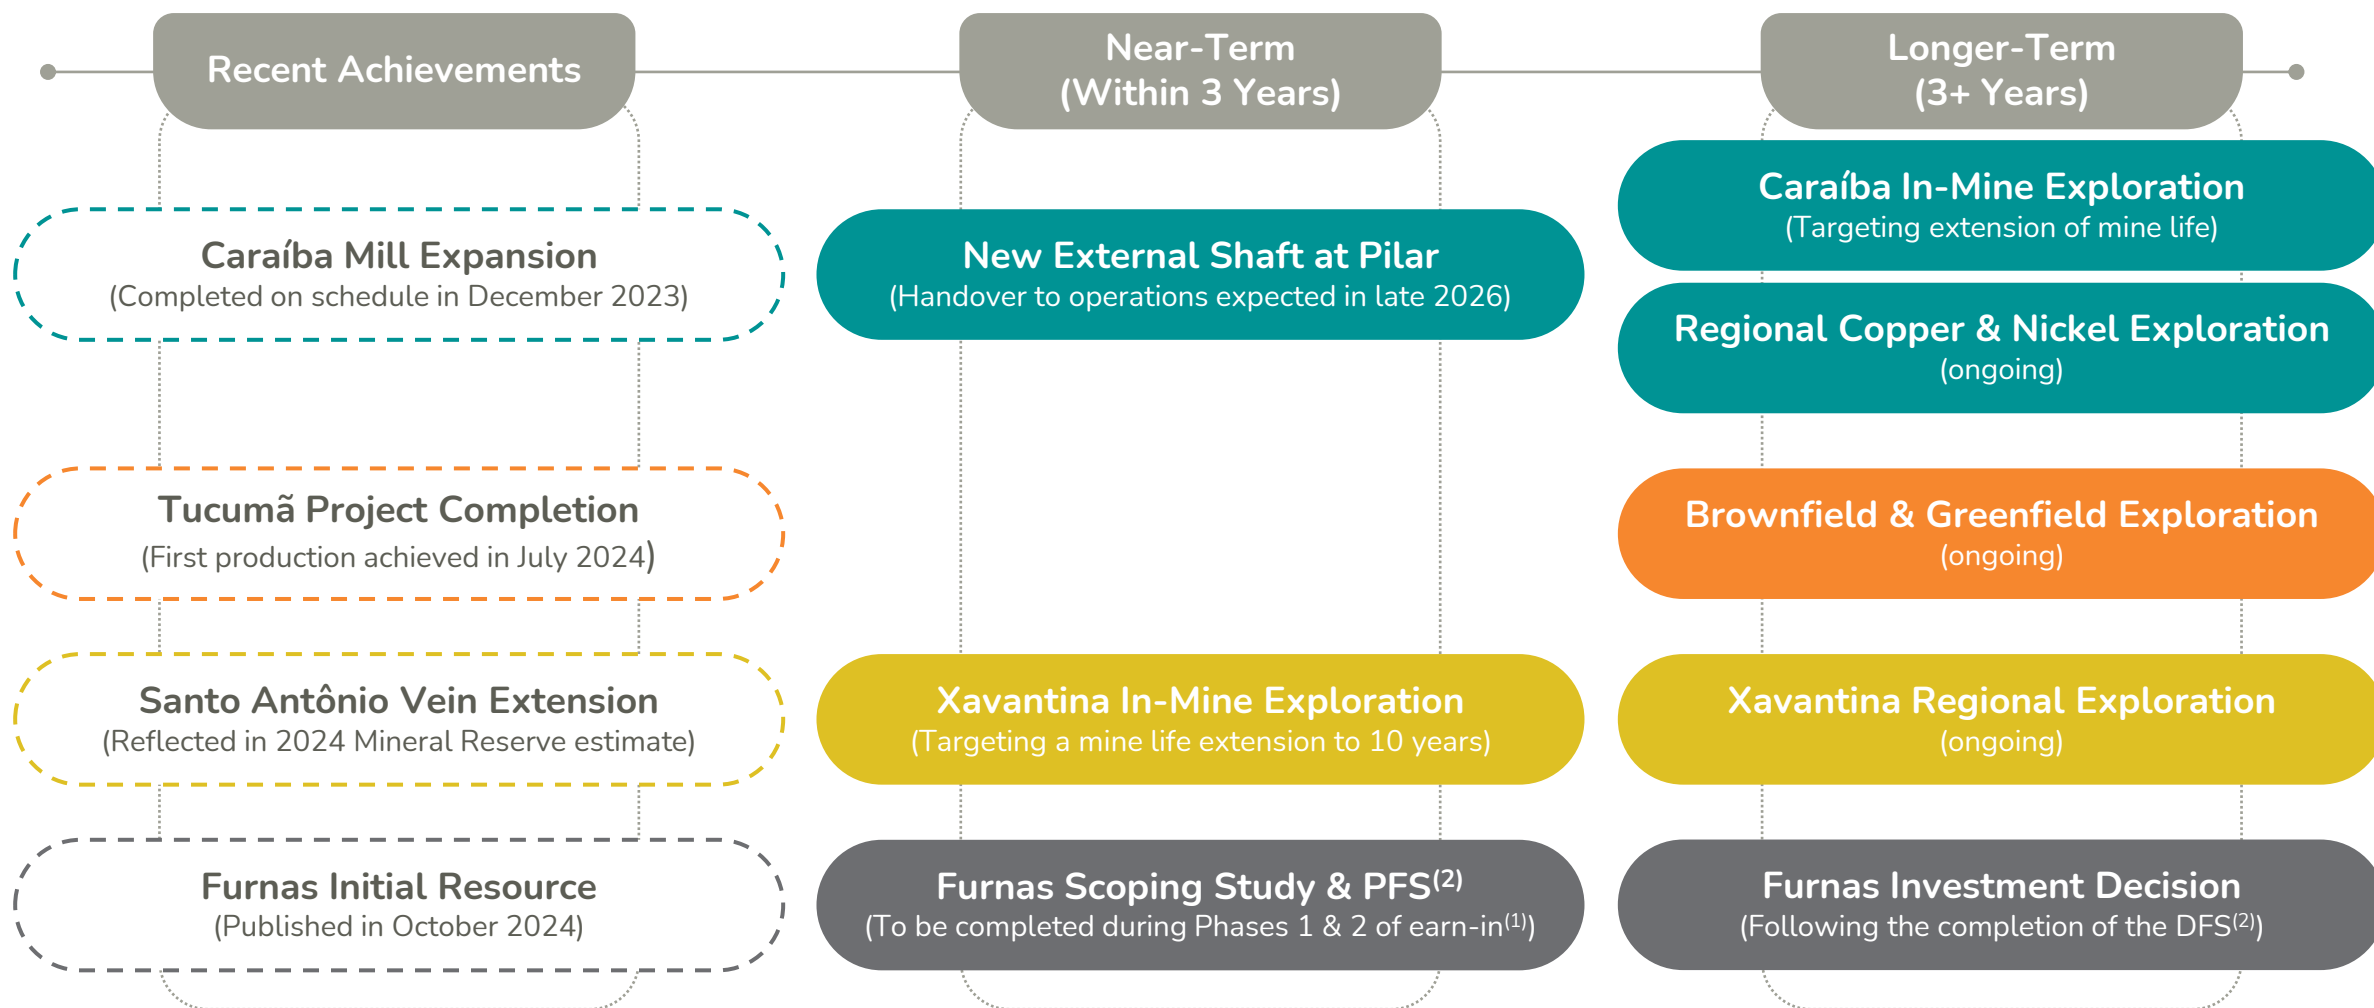 Recent Achievements
Near-Term
(Within 3 Years)
Longer-Term
(3+ Years)
Caraíba Mill Expansion
(Completed on schedule in December 2023)
New External Shaft at Pilar
(Handover to operations expected in late 2026)
Caraíba In-Mine Exploration
(Targeting extension of mine life)
Regional Copper & Nickel Exploration
(ongoing)
Tucumã Project Completion
(First production achieved in July 2024)
Brownfield & Greenfield Exploration
(ongoing)
Santo Antônio Vein Extension
(Reflected in 2024 Mineral Reserve estimate)
Xavantina In-Mine Exploration
(Targeting a mine life extension to 10 years)
Xavantina Regional Exploration
(ongoing)
Furnas Initial Resource
(Published in October 2024)
Furnas Scoping Study & PFS(2)
(To be completed during Phases 1 & 2 of earn-in(1))
Furnas Investment Decision
(Following the completion of the DFS(2))